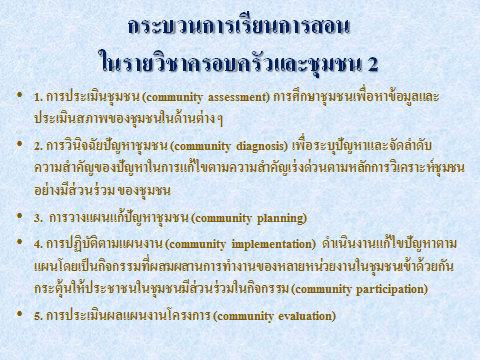 กระบวนการเรียนการสอน
ในรายวิชาครอบครัวและชุมชน 2
• 1. การประเมินชุมชน (community assessment) การศึกษาชุมชนเพื่อหาข้อมูลและ
ประเมินสภาพของชุมชนในด้านต่าง ๆ
• 2. การวินิจฉัยปัญหาชุมชน (community diagnosis) เพื่อระบุปัญหาและจัดลำดับ
ความสำคัญของปัญหาในการแก้ไขตามความสำคัญเร่งด่วนตามหลักการวิเคราะห์ชุมชน
อย่างมีส่วนร่วม ของชุมชน
• 3. การวางแผนแก้ปัญหาชุมชน (community planning)
• 4. การปฏิบัติตามแผนงาน (community implementation) ดำเนินงานแก้ไขปัญหาตาม
แผนโดยเป็นกิจกรรมที่ผสมผสานการทำงานของหลายหน่วยงานในชุมชนเข้าด้วยกัน
กระตุ้นให้ประชาชนในชุมชนมีส่วนร่วมในกิจกรรม (community participation)
• 5. การประเมินผลแผนงานโครงการ (community evaluation)